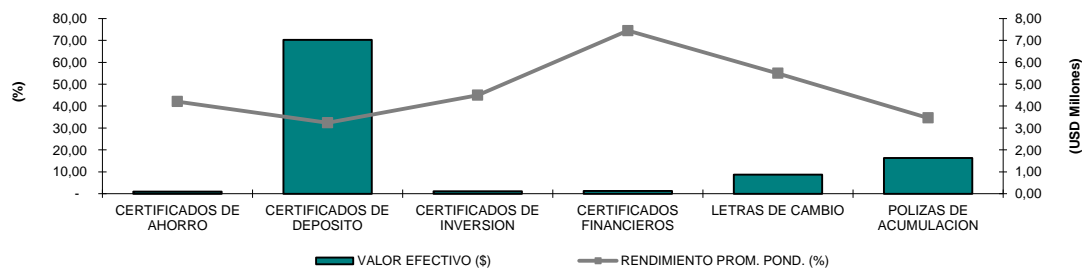 80,00
70,00
60,00
50,00
40,00
30,00
20,00
10,00
-
(%)
8,00
7,00
6,00
5,00
4,00
3,00
2,00
1,00
0,00
(USD Millones)
CERTIFICADOS DE
AHORRO
CERTIFICADOS DE
DEPOSITO
CERTIFICADOS DE
INVERSION
CERTIFICADOS
FINANCIEROS
LETRAS DE CAMBIO
POLIZAS DE
ACUMULACION
VALOR EFECTIVO ($)
RENDIMIENTO PROM. POND. (%)